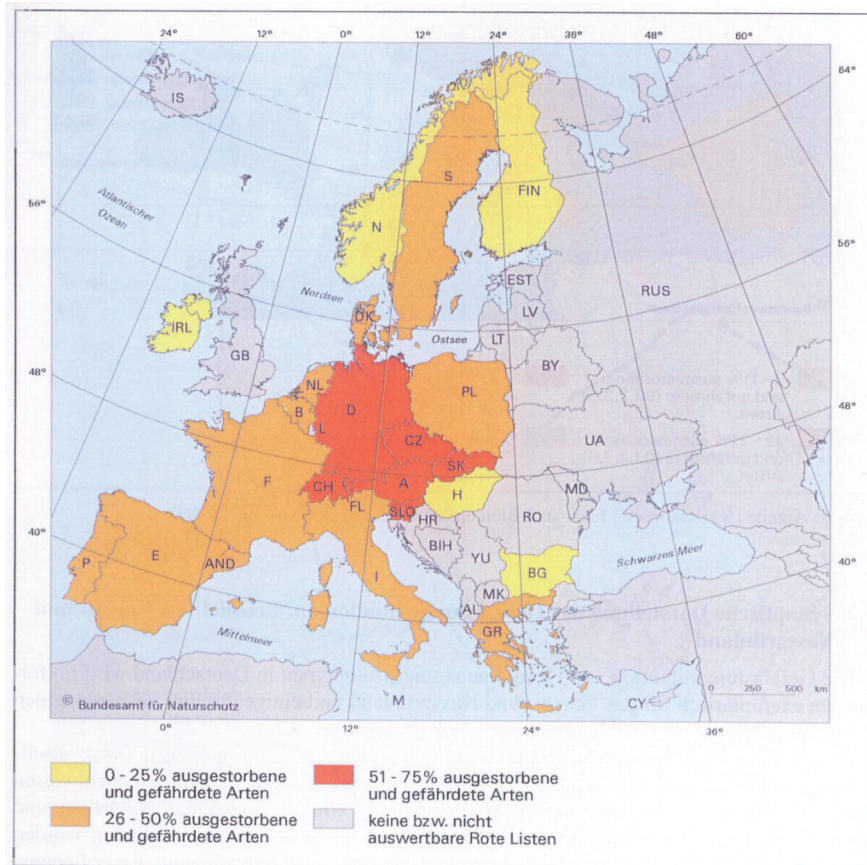 24° 12° 0° 12° 24° 36° 48° 60°
64°
IS
S
FIN
Atlantischer
Ozean
56°
N
56°
Nordsee
EST
RUS
LV
DK
IRL
Ostsee
LT
GB
BY
48°
NL
PL
48°
B
D
L
CZ
UA
SK
F
CH
A
H
MD
FL
SLO
RO
HR
40°
BIH
E
AND
YU
Schwarzes Meer
40°
P
I
BG
MK
AL
Mittelmeer
GR
0 250 500 km
M
CY
© Bundesamt für Naturschutz
0° 12° 24° 36°
0 - 25% ausgestorbene
und gefährdete Arten
26 - 50% ausgestorbene
und gefährdete Arten
51 - 75% ausgestorbene
und gefährdete Arten
keine bzw. nicht
auswertbare Rote Listen